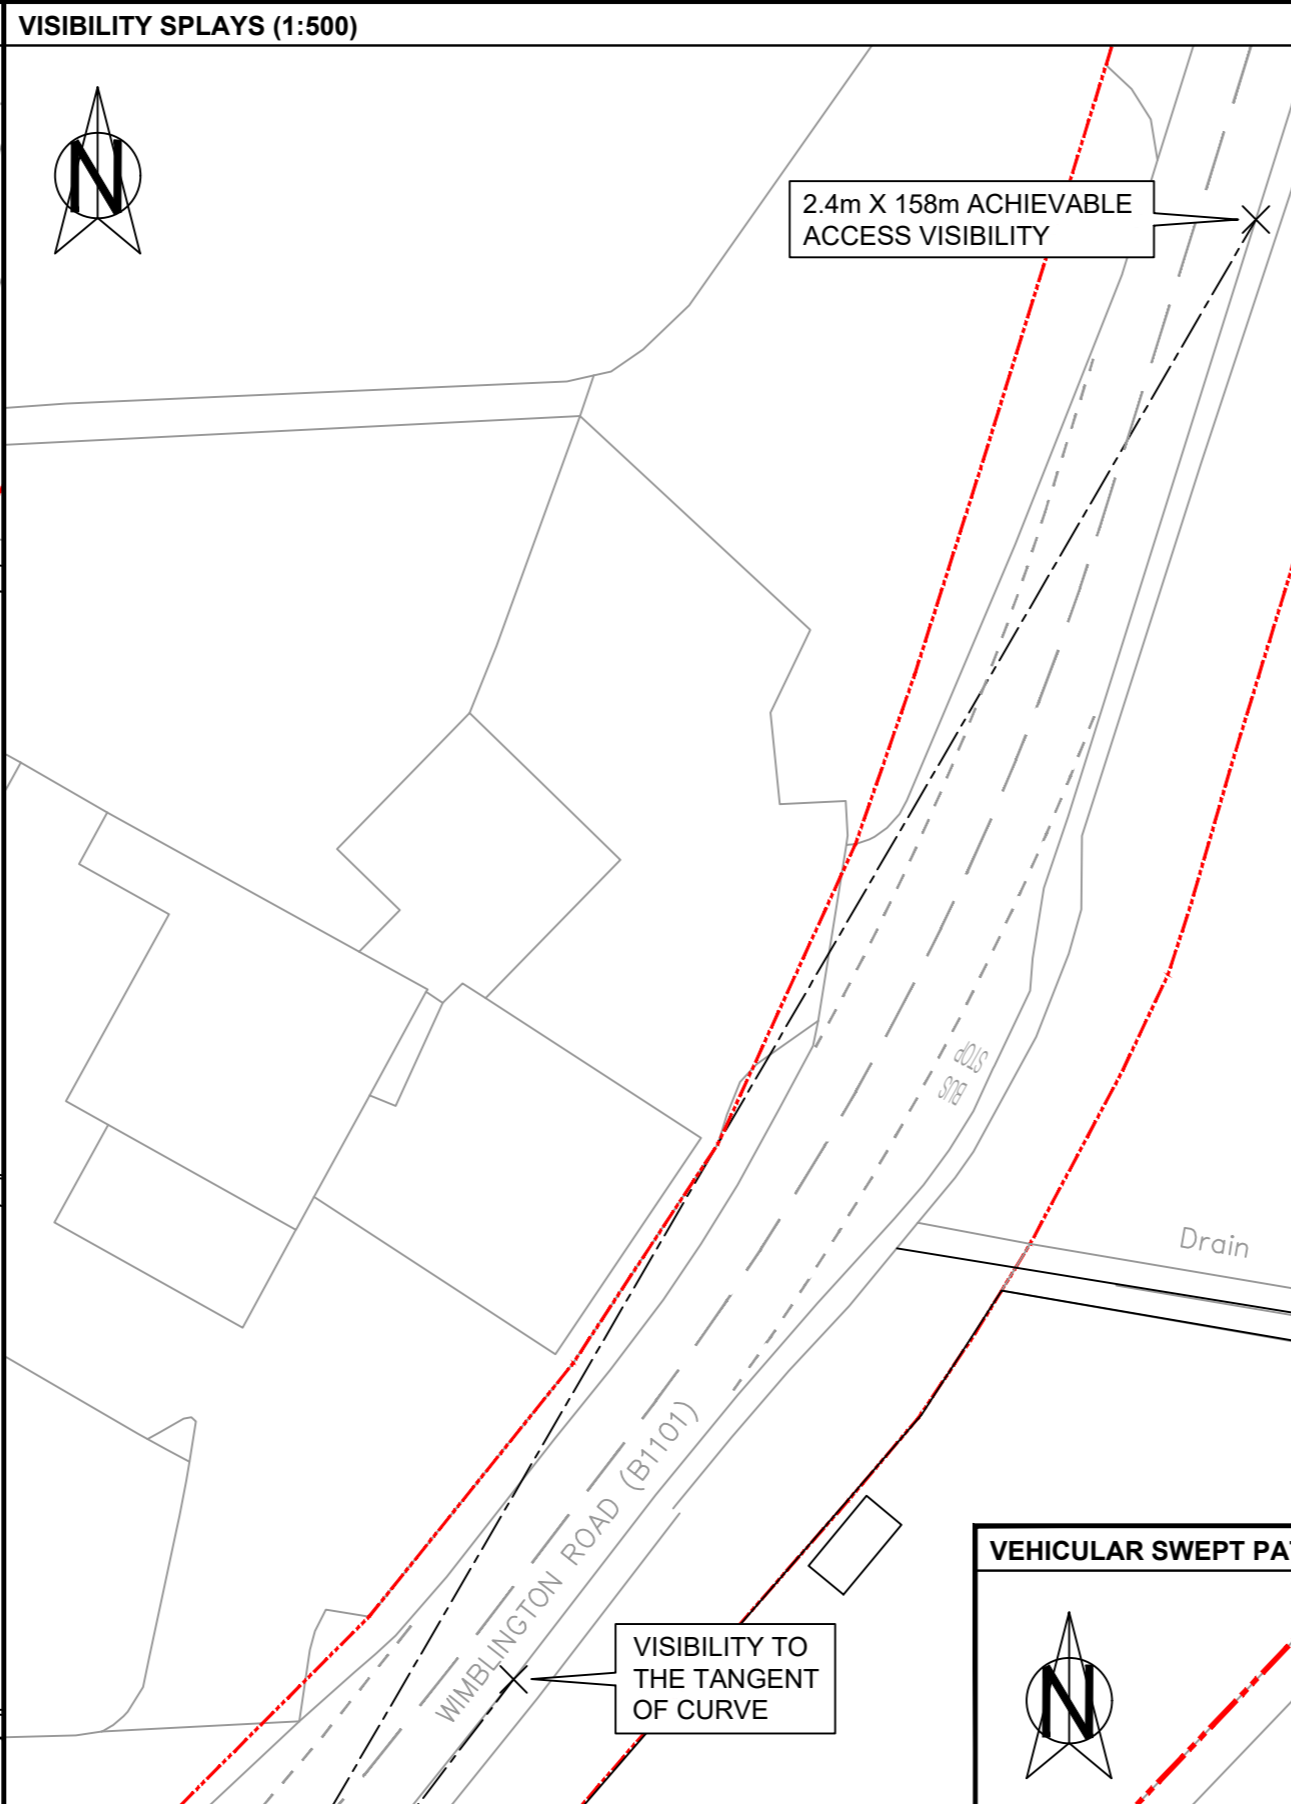 VISIBILITY SPLAYS (1:500)
N
2.4m X 158m ACHIEVABLE
ACCESS VISIBILITY
BUS
STOP
Drain
WIMBLINGTON ROAD (B1101)
VEHICULAR SWEPT PA
N
VISIBILITY TO
THE TANGENT
OF CURVE